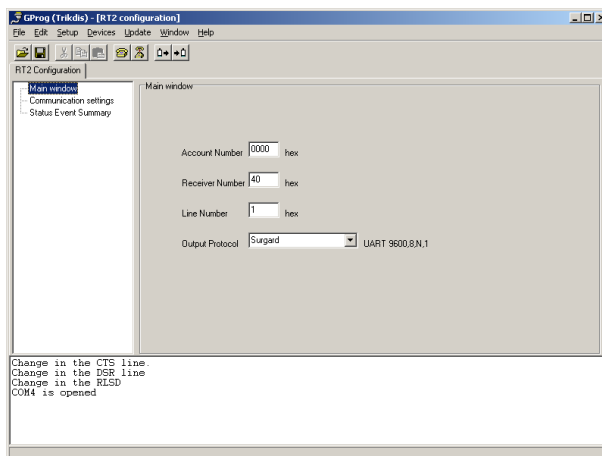 GProg (Trikdis) - [RT2 configuration]
File Edit Setup Devices Update Window Help
RT2 Configuration
Main window
Communication settings
Status Event Summary
Main window
Account Number 0000 hex
Receiver Number 40 hex
Line Number 1 hex
Output Protocol Surgard UART 9600,8,N,1
Change in the CTS line.
Change in the DSR line
Change in the RLSD
COM4 is opened